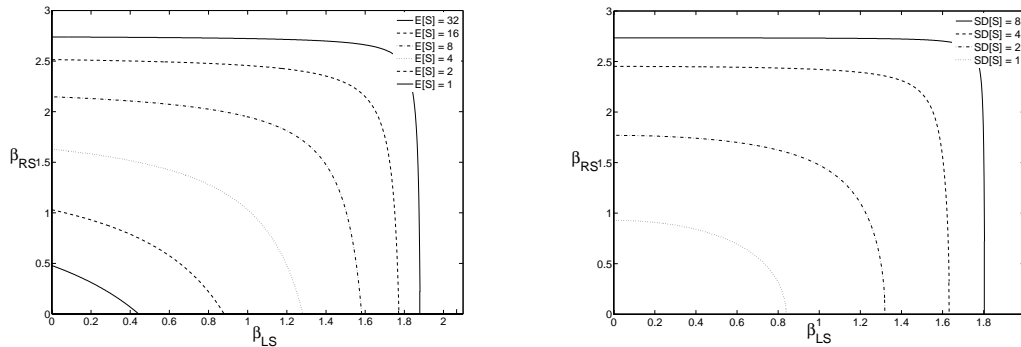 3
2.5
2
β_RS 1.5
1
0.5
0
0 0.2 0.4 0.6 0.8 1.0 1.2 1.4 1.6 1.8 2
β_LS
E[S] = 32
E[S] = 16
E[S] = 8
E[S] = 4
E[S] = 2
E[S] = 1
3
2.5
2
β_RS 1.5
1
0.5
0
0 0.2 0.4 0.6 0.8 1 1.2 1.4 1.6 1.8
β_LS
SD[S] = 8
SD[S] = 4
SD[S] = 2
SD[S] = 1